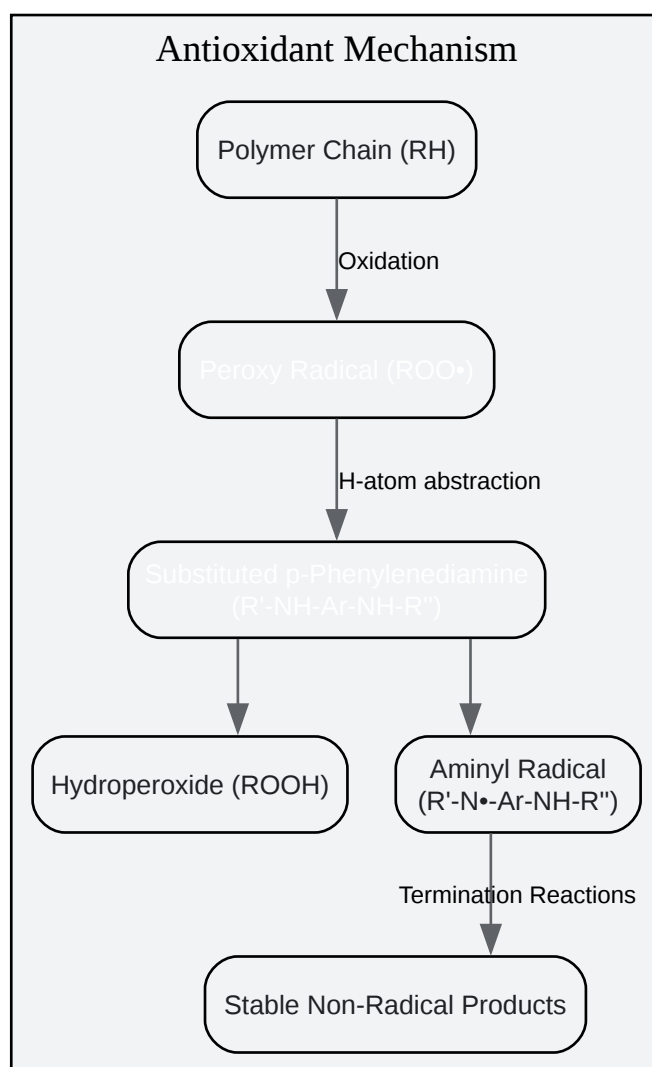 Antioxidant Mechanism
Polymer Chain (RH)
Oxidation
Peroxy Radical (ROO•)
H-atom abstraction
Substituted p-Phenylenediamine
(R'-NH-Ar-NH-R'')
Hydroperoxide (ROOH)
Aminyl Radical
(R'-N•-Ar-NH-R'')
Termination Reactions
Stable Non-Radical Products